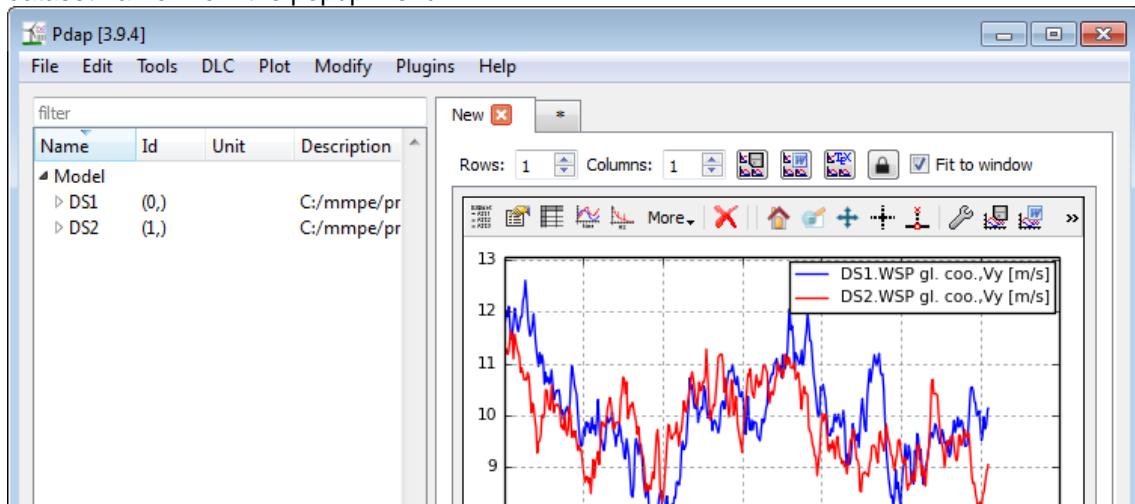 Pdap [3.9.4]
File Edit Tools DLC Plot Modify Plugins Help
filter
Name Id Unit Description
Model
DS1 (0,) C:/mmpe/pr
DS2 (1,) C:/mmpe/pr
New *
Rows: 1 Columns: 1 Fit to window
More
13
12
11
10
9
DS1.WSP gl. coo.,Vy [m/s]
DS2.WSP gl. coo.,Vy [m/s]